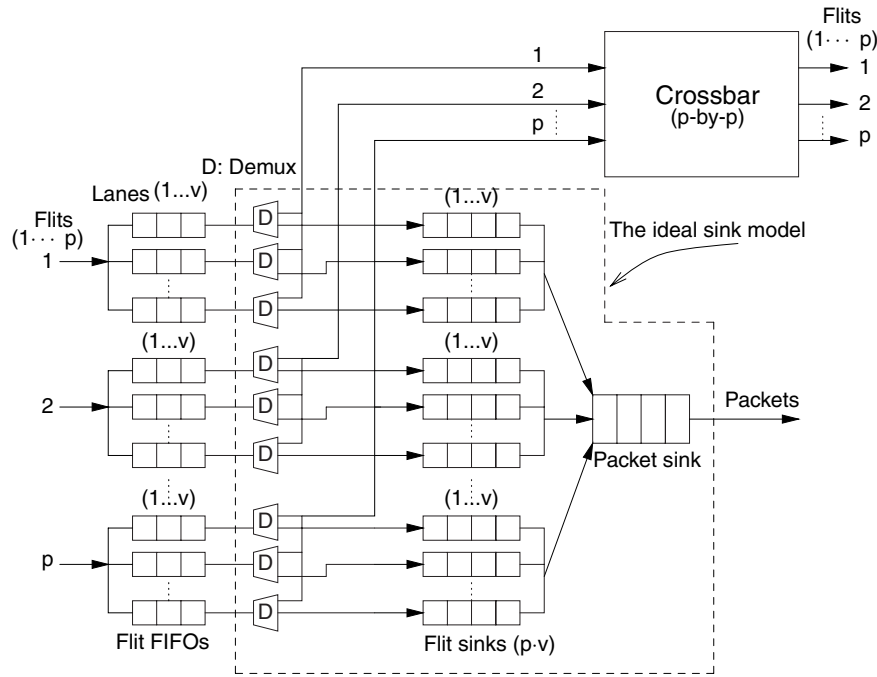 Flits
(1··· p)
1
1
2
2
p
p
Crossbar
(p-by-p)
D: Demux
Lanes (1...v)
(1...v)
Flits
(1··· p)
1
D
D
D
The ideal sink model
(1...v)
(1...v)
2
D
D
D
Packets
Packet sink
(1...v)
(1...v)
p
D
D
D
Flit FIFOs
Flit sinks (p·v)